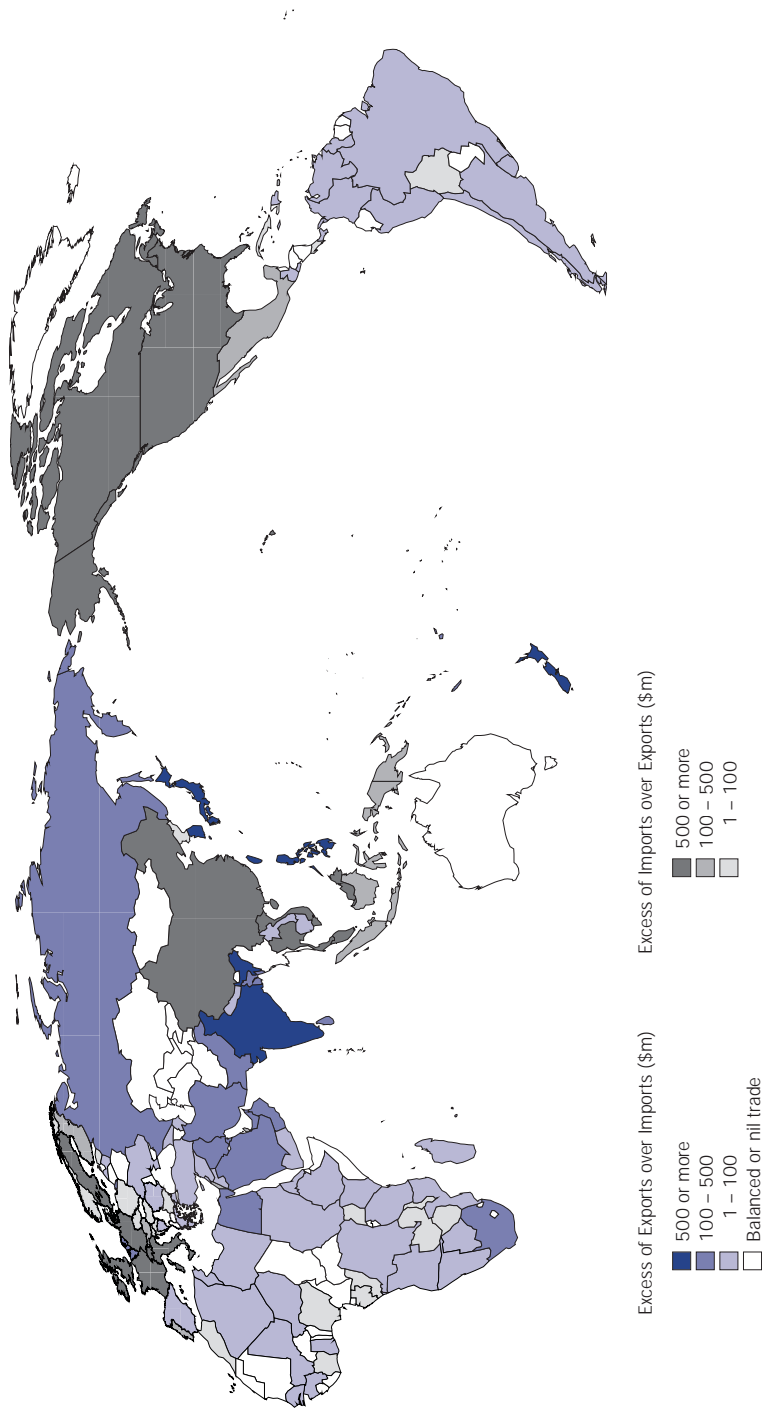 Excess of Exports over Imports ($m)
500 or more
100 – 500
1 – 100
Balanced or nil trade
Excess of Imports over Exports ($m)
500 or more
100 – 500
1 – 100